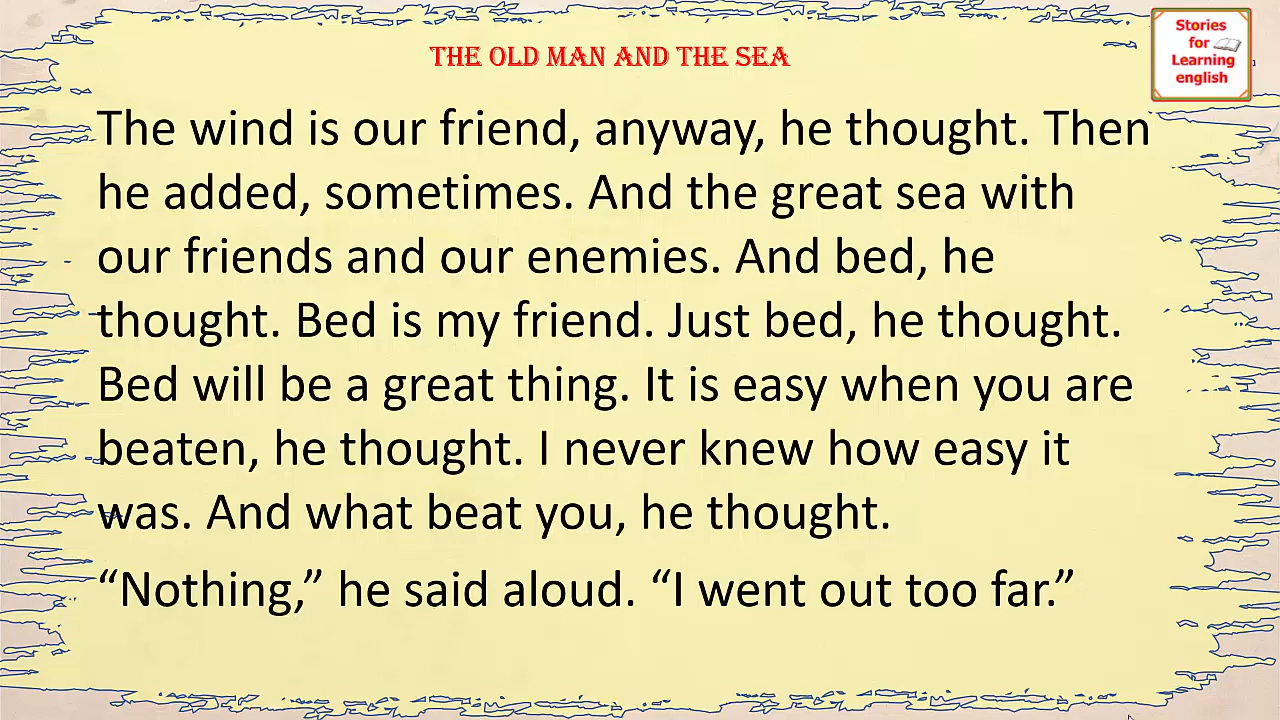 THE OLD MAN AND THE SEA
Stories
for
Learning
english
The wind is our friend, anyway, he thought. Then
he added, sometimes. And the great sea with
our friends and our enemies. And bed, he
thought. Bed is my friend. Just bed, he thought.
Bed will be a great thing. It is easy when you are
beaten, he thought. I never knew how easy it
was. And what beat you, he thought.
“Nothing,” he said aloud. “I went out too far.”